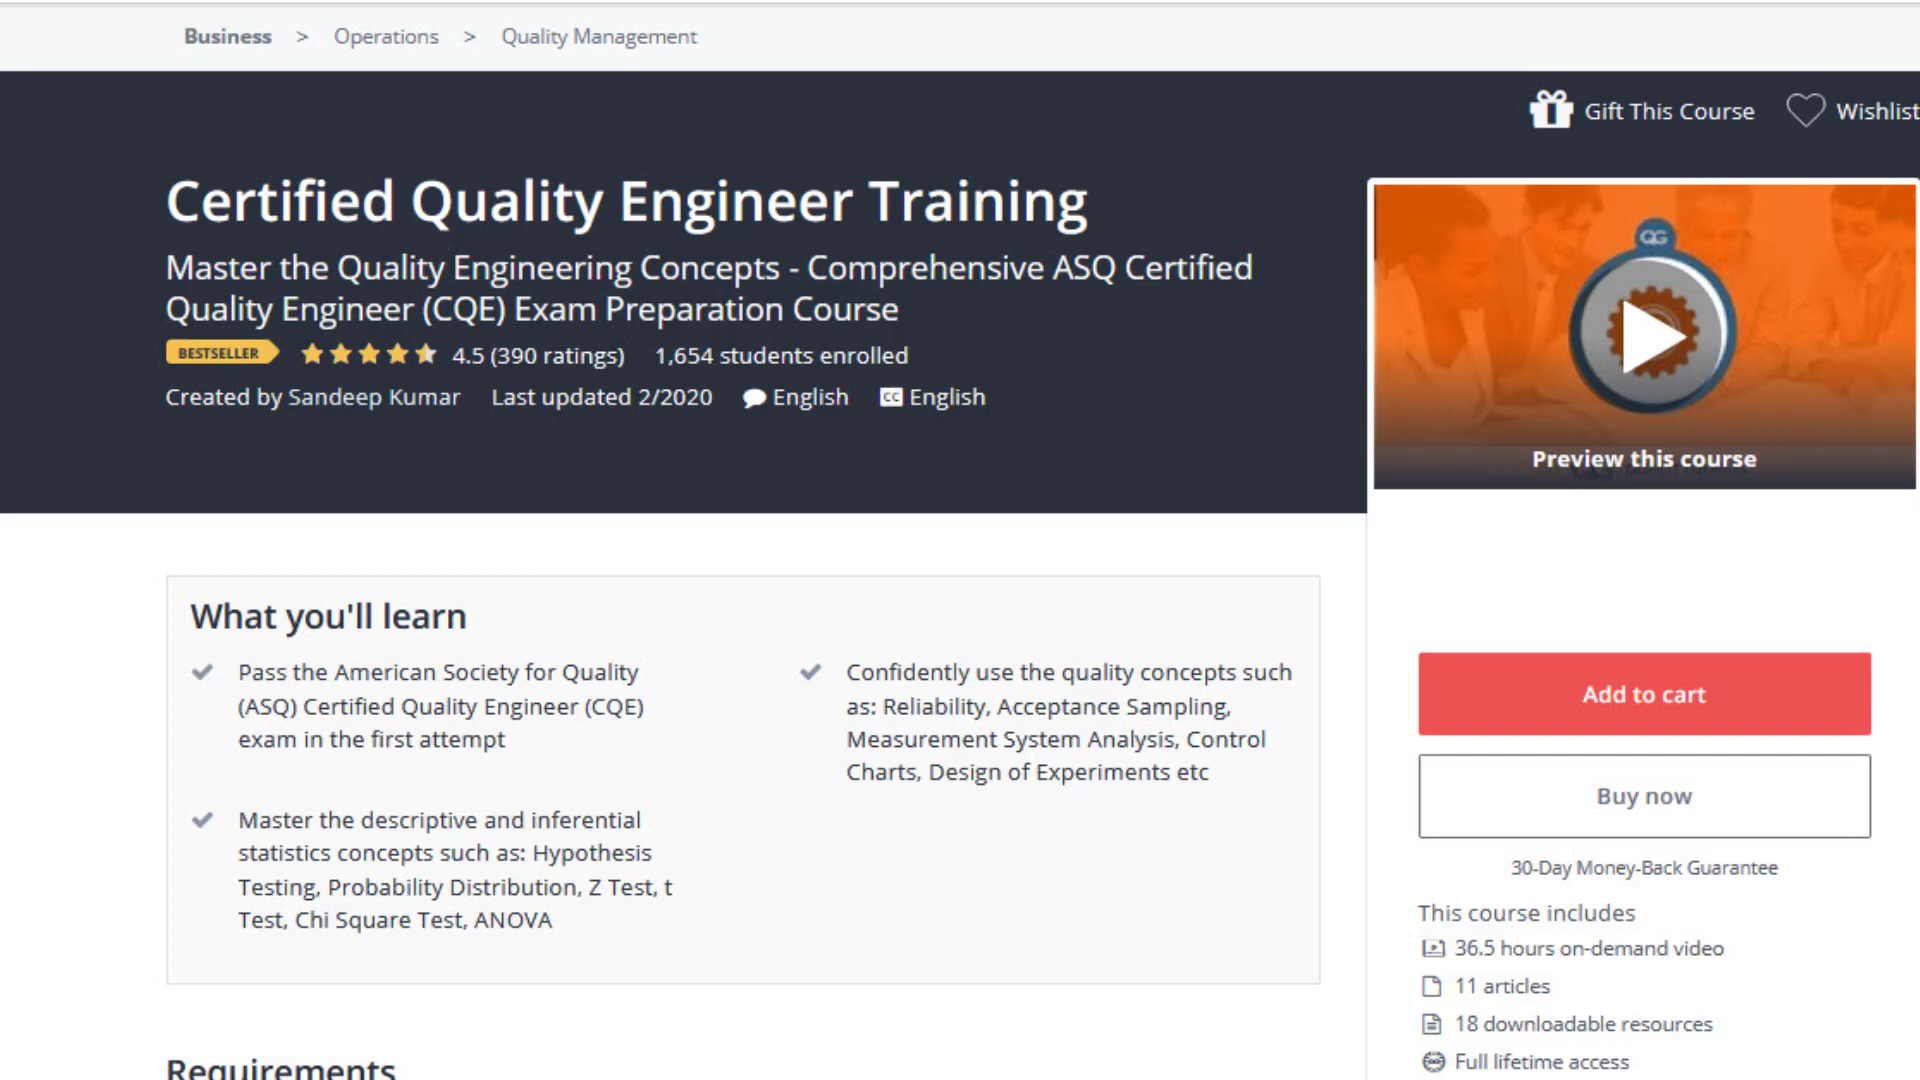 Business > Operations > Quality Management
Gift This Course Wishlist
Certified Quality Engineer Training
Master the Quality Engineering Concepts - Comprehensive ASQ Certified
Quality Engineer (CQE) Exam Preparation Course
BESTSELLER 4.5 (390 ratings) 1,654 students enrolled
Created by Sandeep Kumar Last updated 2/2020 English CC English
QG
Preview this course
What you'll learn
Pass the American Society for Quality
(ASQ) Certified Quality Engineer (CQE)
exam in the first attempt
Master the descriptive and inferential
statistics concepts such as: Hypothesis
Testing, Probability Distribution, Z Test, t
Test, Chi Square Test, ANOVA
Confidently use the quality concepts such
as: Reliability, Acceptance Sampling,
Measurement System Analysis, Control
Charts, Design of Experiments etc
Add to cart
Buy now
30-Day Money-Back Guarantee
This course includes
36.5 hours on-demand video
11 articles
18 downloadable resources
Full lifetime access
Requirements